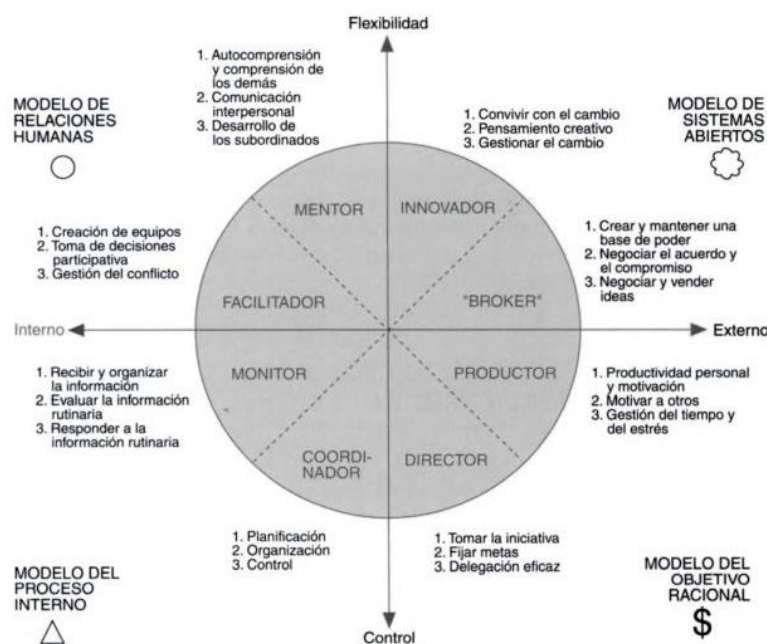 Flexibilidad
1. Autocomprensión
y comprensión de
los demás
2. Comunicación
interpersonal
3. Desarrollo de
los subordinados
MODELO DE
RELACIONES
HUMANAS
1. Convivir con el cambio
2. Pensamiento creativo
3. Gestionar el cambio
MODELO DE
SISTEMAS
ABIERTOS
MENTOR
INNOVADOR
1. Creación de equipos
2. Toma de decisiones
participativa
3. Gestión del conflicto
1. Crear y mantener una
base de poder
2. Negociar el acuerdo y
el compromiso
3. Negociar y vender
ideas
FACILITADOR
"BROKER"
Interno
Externo
1. Recibir y organizar
la información
2. Evaluar la información
rutinaria
3. Responder a la
información rutinaria
MONITOR
PRODUCTOR
1. Productividad personal
y motivación
2. Motivar a otros
3. Gestión del tiempo y
del estrés
COORDI-
NADOR
DIRECTOR
1. Planificación
2. Organización
3. Control
1. Tomar la iniciativa
2. Fijar metas
3. Delegación eficaz
MODELO DEL
PROCESO
INTERNO
MODELO DEL
OBJETIVO
RACIONAL
$
Control